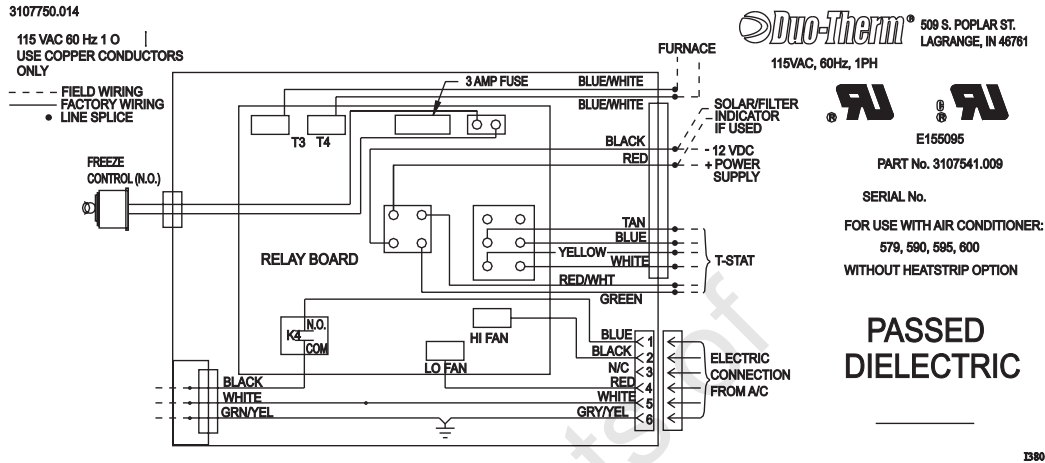 3107750.014
115 VAC 60 Hz 1 O
USE COPPER CONDUCTORS
ONLY
FIELD WIRING
FACTORY WIRING
LINE SPLICE
FREEZE
CONTROL (N.O.)
3 AMP FUSE
T3 T4
RELAY BOARD
K4
N.O.
COM
HI FAN
LO FAN
BLACK
WHITE
GRN/YEL
FURNACE
BLUE/WHITE
BLUE/WHITE
SOLAR/FILTER
INDICATOR
IF USED
BLACK
- 12 VDC
RED
+ POWER
SUPPLY
TAN
BLUE
YELLOW
WHITE
RED/WHT
GREEN
T-STAT
BLUE 1
BLACK 2
N/C 3
RED 4
WHITE 5
GRY/YEL 6
ELECTRIC
CONNECTION
FROM A/C
Duo-Therm®
509 S. POPLAR ST.
LAGRANGE, IN 46761
115VAC, 60Hz, 1PH
E155095
PART No. 3107541.009
SERIAL No.
FOR USE WITH AIR CONDITIONER:
579, 590, 595, 600
WITHOUT HEATSTRIP OPTION
PASSED
DIELECTRIC
I380